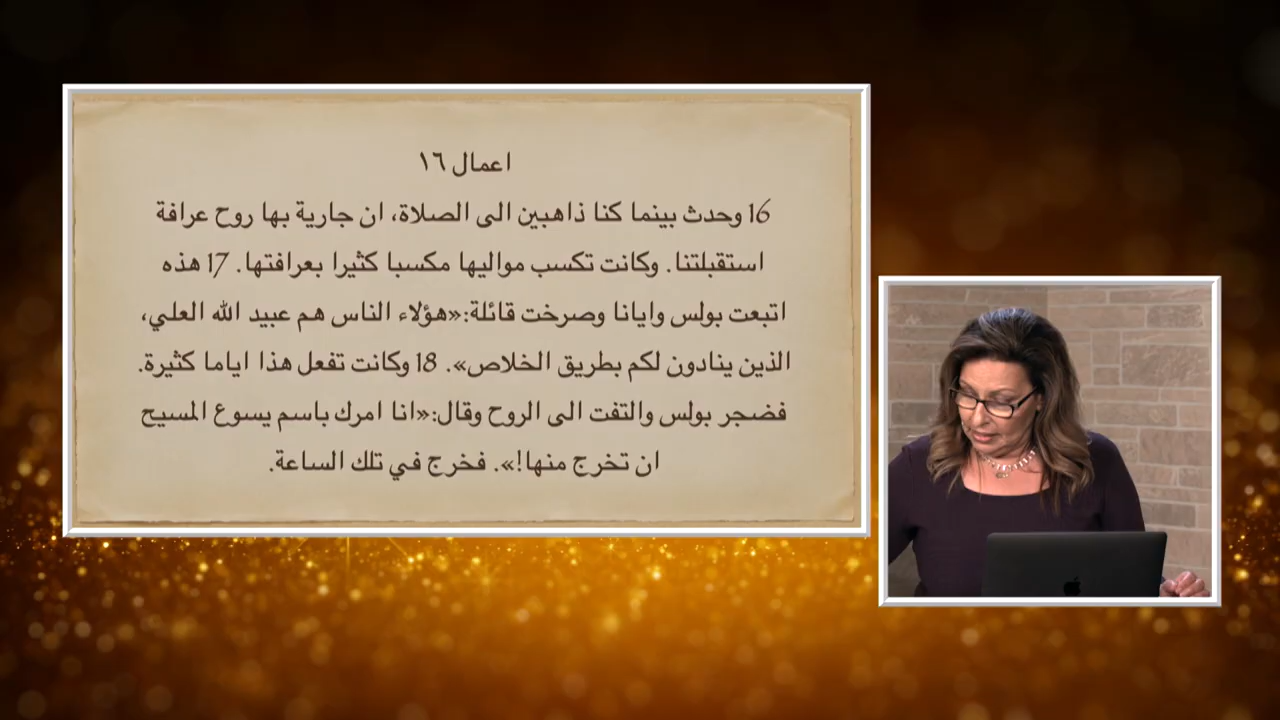 اعمال ١٦
16 وحدث بينما كنا ذاهبين الى الصلاة، ان جارية بها روح عرافة
استقبلتنا. وكانت تكسب مواليها مكسبا كثيرا بعرافتها. 17 هذه
اتبعت بولس وايانا وصرخت قائلة:«هؤلاء الناس هم عبيد الله العلي،
الذين ينادون لكم بطريق الخلاص». 18 وكانت تفعل هذا اياما كثيرة.
فضجر بولس والتفت الى الروح وقال:«انا امرك باسم يسوع المسيح
ان تخرج منها!». فخرج في تلك الساعة.